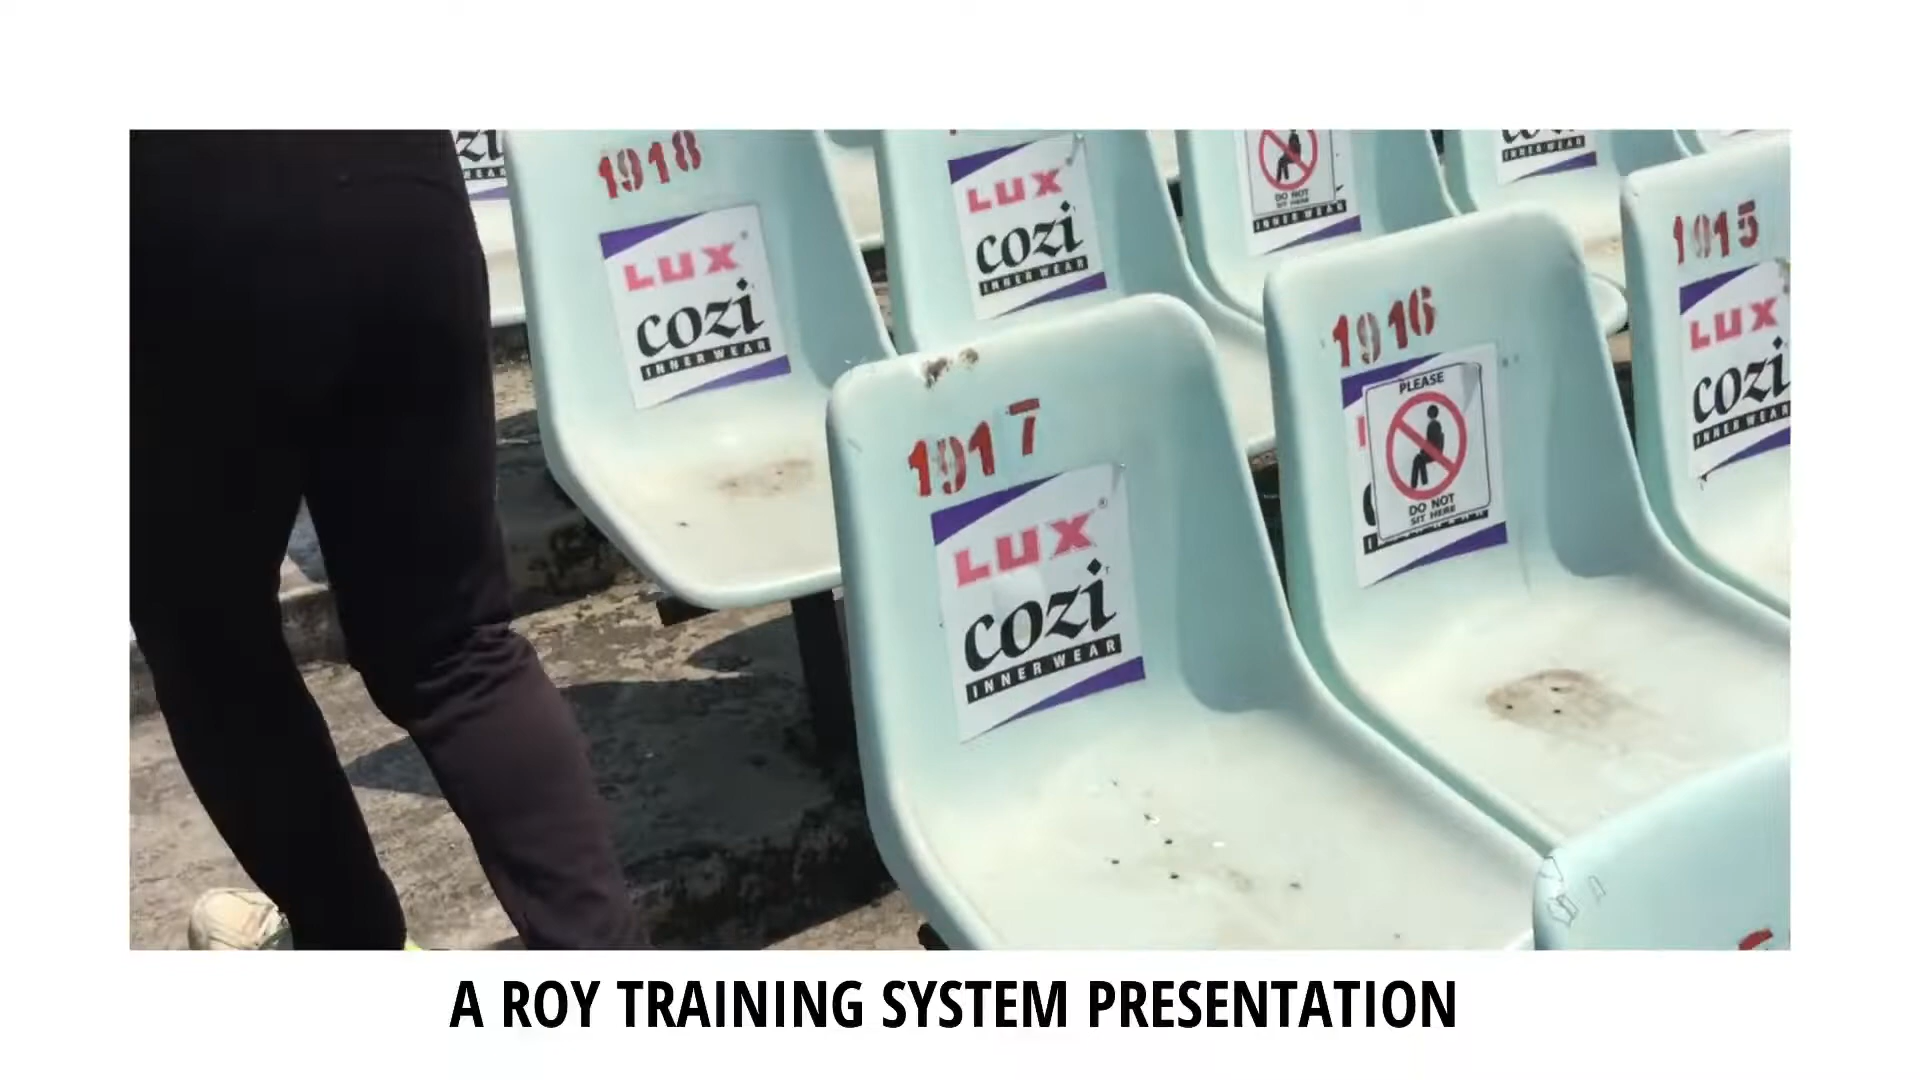 1918
LUX
cozi
INNER WEAR
LUX
cozi
INNER WEAR
DO NOT
SIT HERE
INNER WEAR
INNER WEAR
1915
LUX
cozi
INNER WEAR
1916
PLEASE
DO NOT
SIT HERE
1917
LUX
cozi
INNER WEAR
A ROY TRAINING SYSTEM PRESENTATION